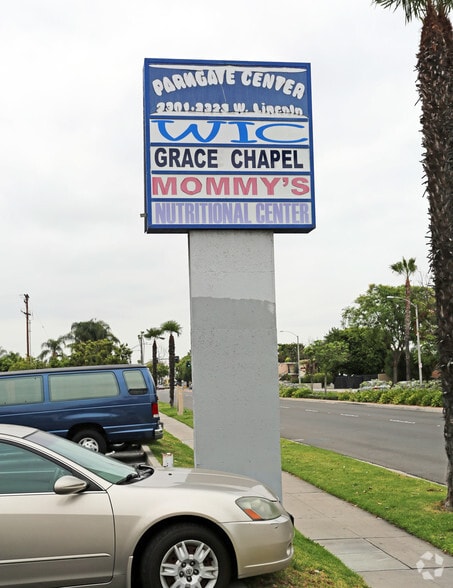 PARKGATE CENTER
2301-2323 W. Lincoln
WIC
GRACE CHAPEL
MOMMY'S
NUTRITIONAL CENTER